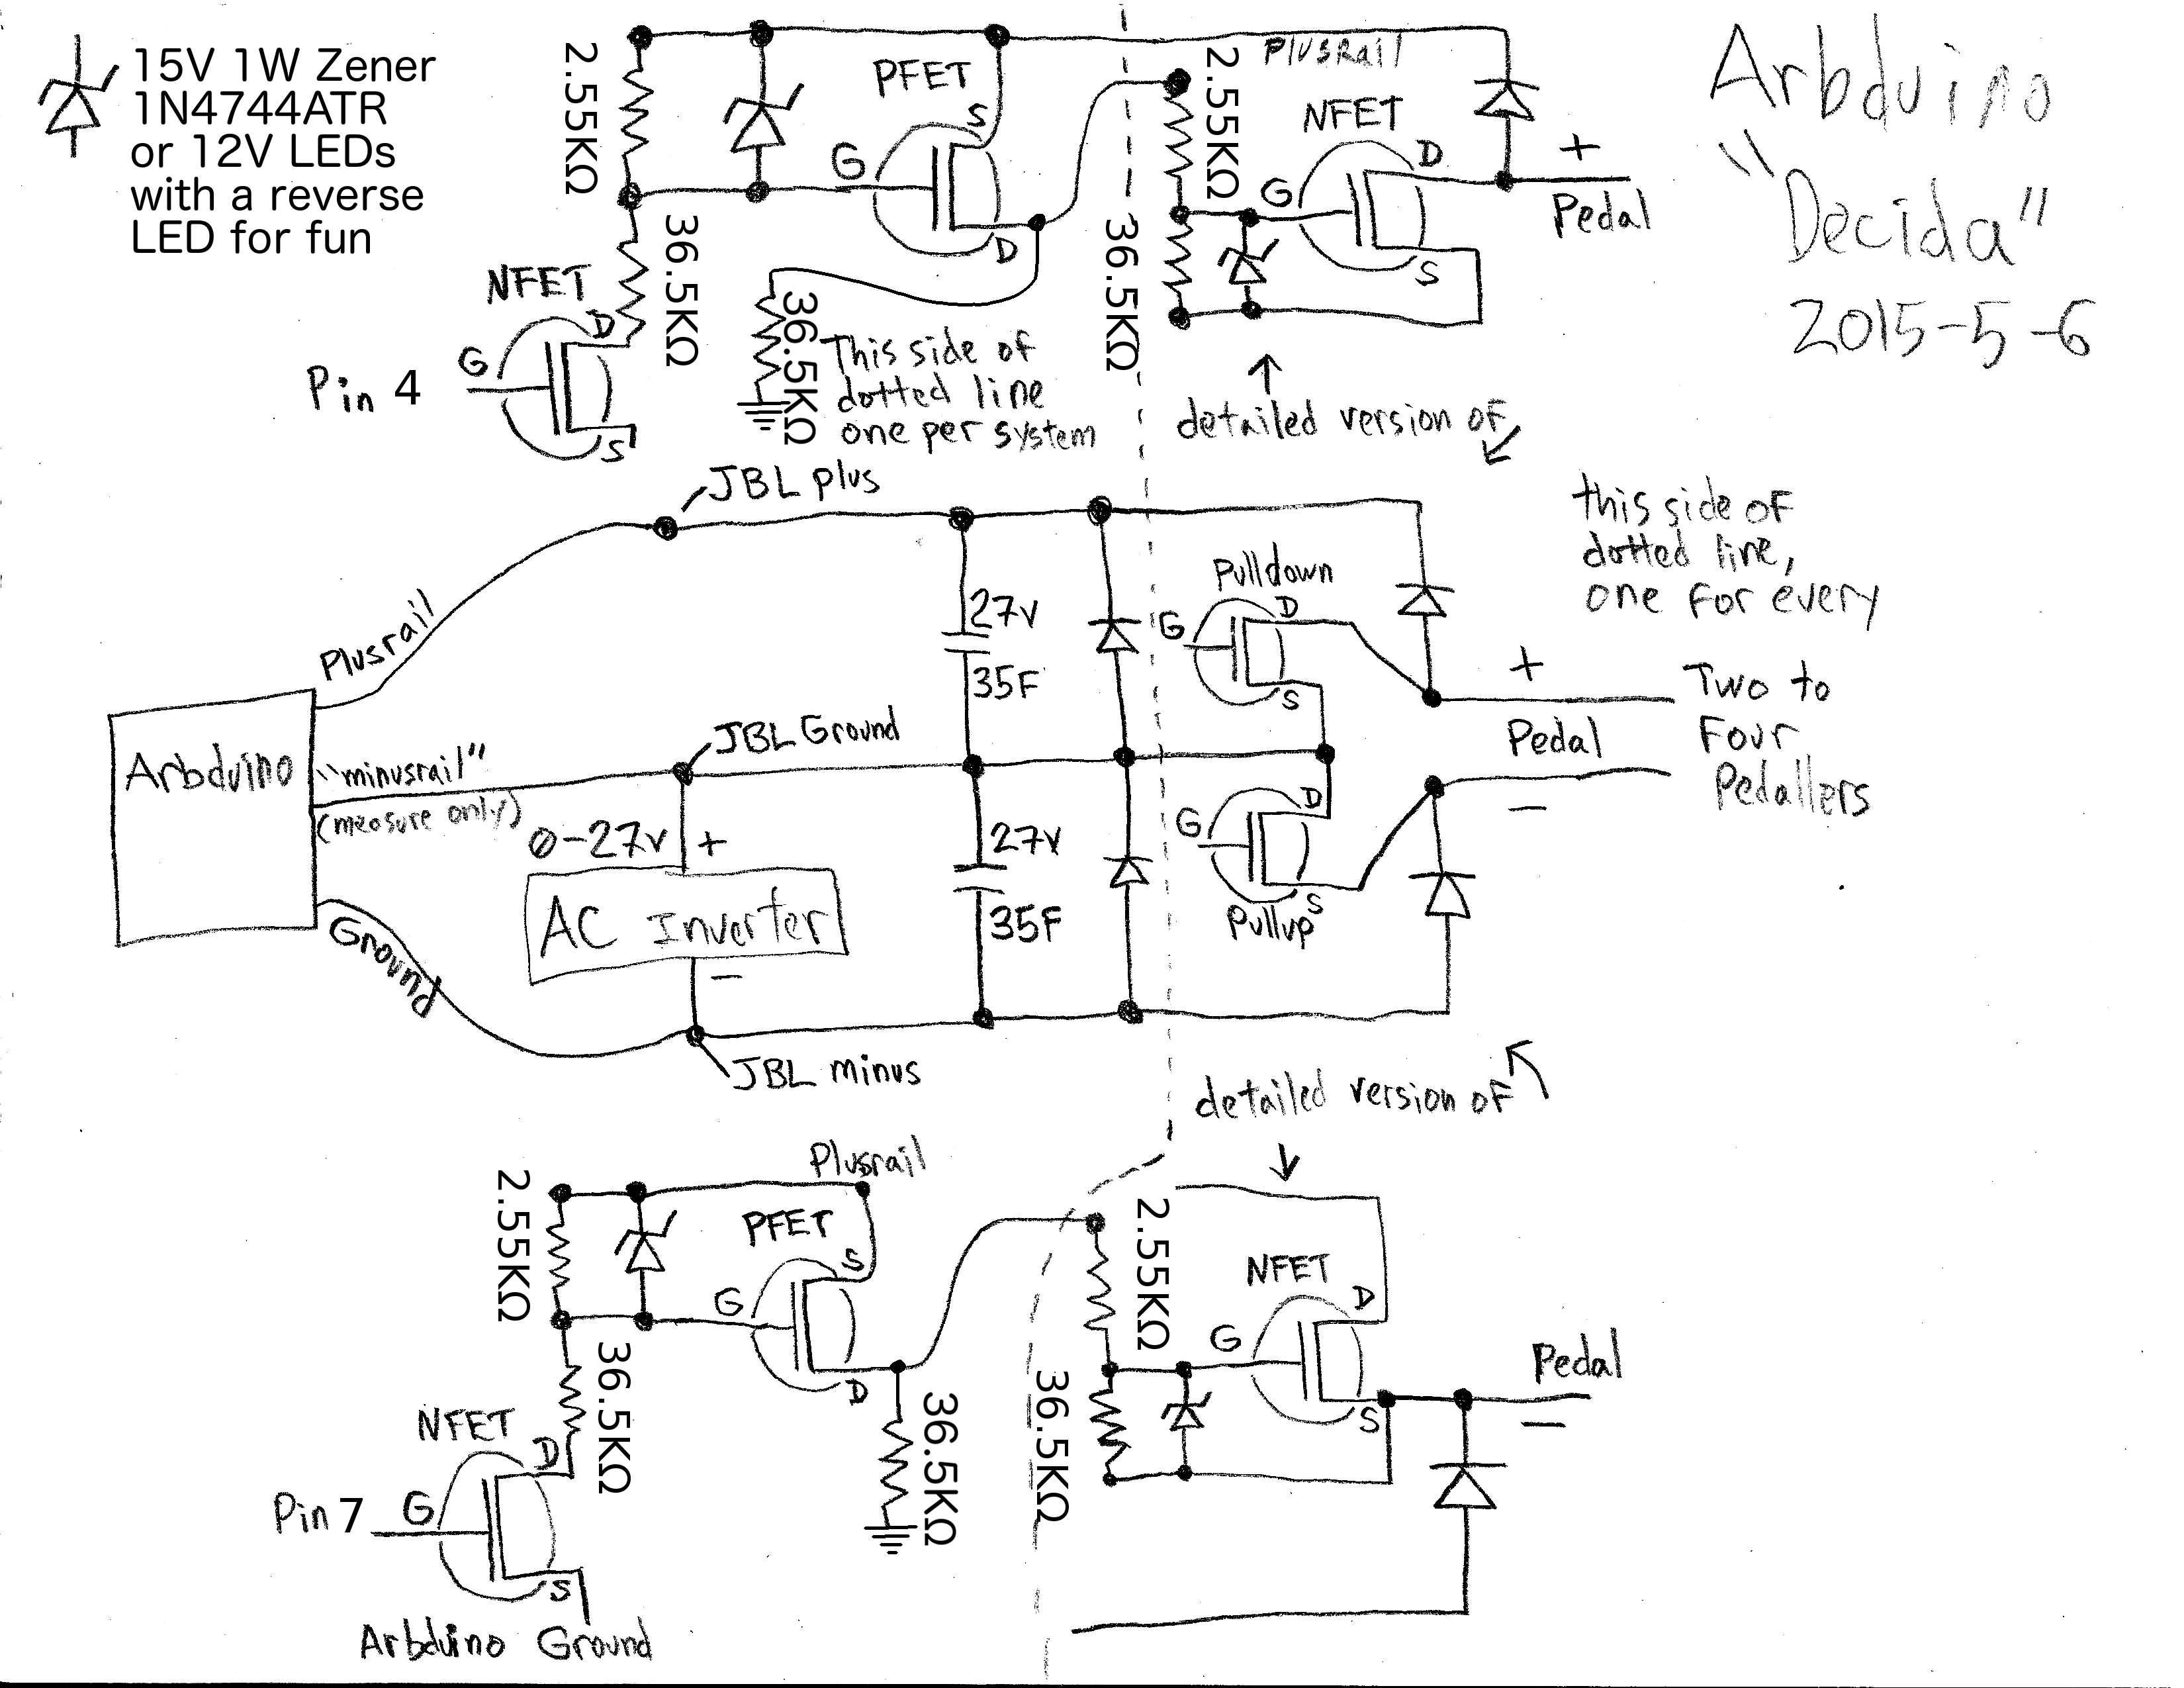 15V 1W Zener
1N4744ATR
or 12V LEDs
with a reverse
LED for fun
2.55KΩ
PFET
S
G
D
36.5KΩ
NFET
D
G
Pin 4
S
36.5KΩ
This side of
dotted line
one per system
PlusRail
2.55KΩ
NFET
D
G
S
36.5KΩ
+
Pedal
Arbduino
"Decida"
2015-5-6
detailed version of
JBL plus
Plusrail
27v
35F
Pulldown
G
D
S
this side of
dotted line,
one for every
Two to
Four
Pedallers
+
Pedal
-
Arbduino
"minusrail"
(measure only)
JBL Ground
0-27v +
AC Inverter
-
27v
35F
G
D
S
Pullup
Ground
JBL minus
detailed version of
Plusrail
2.55KΩ
PFET
S
G
D
36.5KΩ
NFET
D
Pin 7 G
S
Arbduino Ground
36.5KΩ
2.55KΩ
NFET
D
G
S
36.5KΩ
Pedal
-